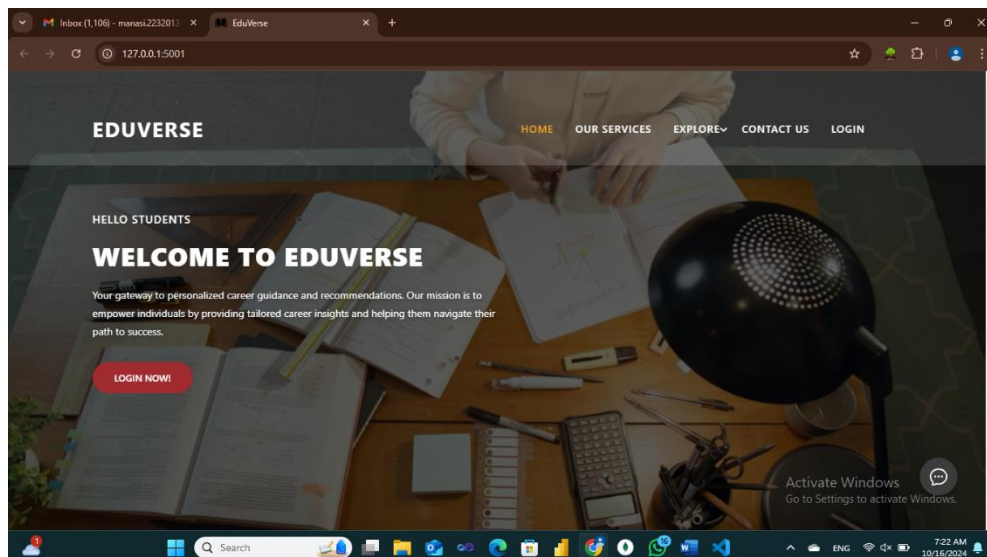 Inbox (1,106) - manasi.2232013
EduVerse
127.0.0.1:5001
EDUVERSE
HOME
OUR SERVICES
EXPLORE
CONTACT US
LOGIN
HELLO STUDENTS
WELCOME TO EDUVERSE
Your gateway to personalized career guidance and recommendations. Our mission is to
empower individuals by providing tailored career insights and helping them navigate their
path to success.
LOGIN NOW!
Activate Windows
Go to Settings to activate Windows.
1
Search
ENG
7:22 AM
10/16/2024